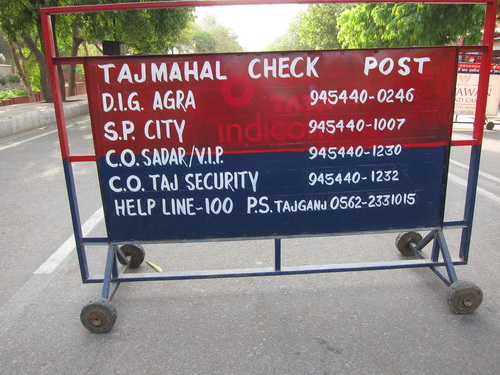 TAJMAHAL CHECK POST
D.I.G. AGRA 945440-0246
S.P. CITY 945440-1007
C.O. SADAR/V.I.P. 945440-1230
C.O. TAJ SECURITY 945440-1232
HELP LINE-100 P.S. TAJGANJ 0562-2331015
TATA
indico